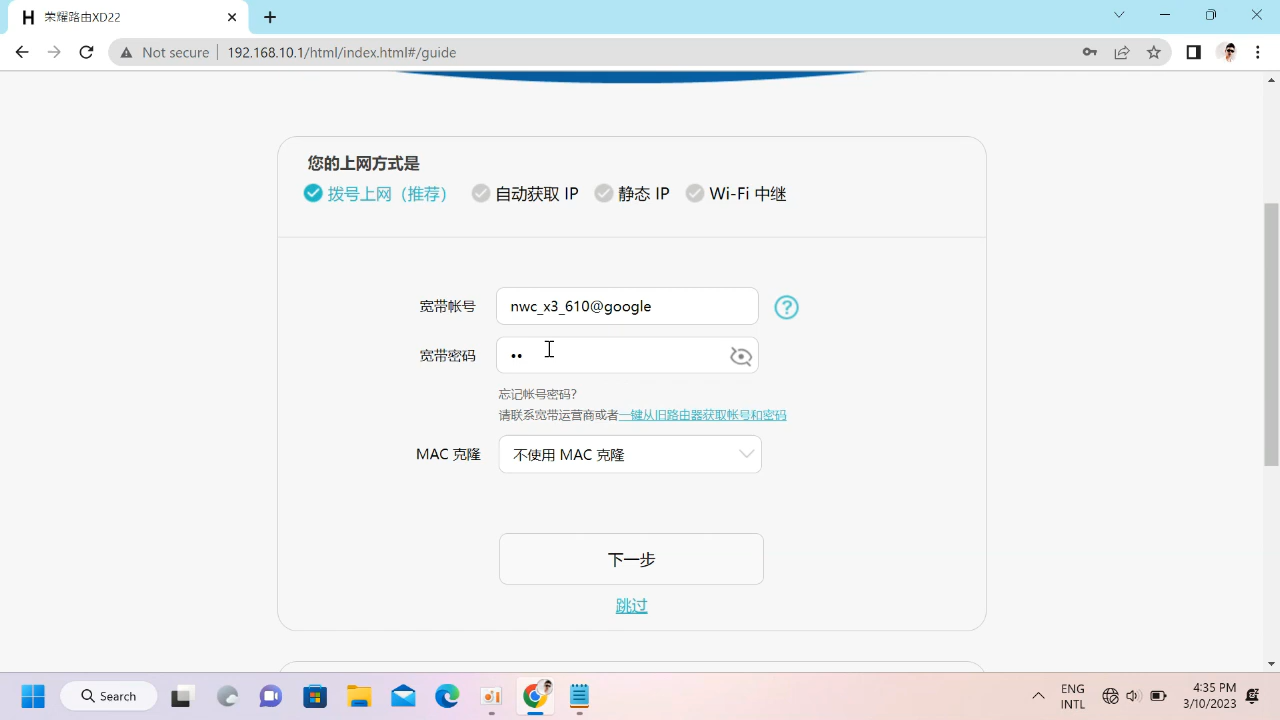 荣耀路由XD22
Not secure
192.168.10.1/html/index.html#/guide
您的上网方式是
拨号上网（推荐） 自动获取 IP 静态 IP Wi-Fi 中继
宽带帐号 nwc_x3_610@google ?
宽带密码 ••
忘记帐号密码?
请联系宽带运营商或者一键从旧路由器获取帐号和密码
MAC 克隆 不使用 MAC 克隆
下一步
跳过
Search
ENG
INTL
4:35 PM
3/10/2023